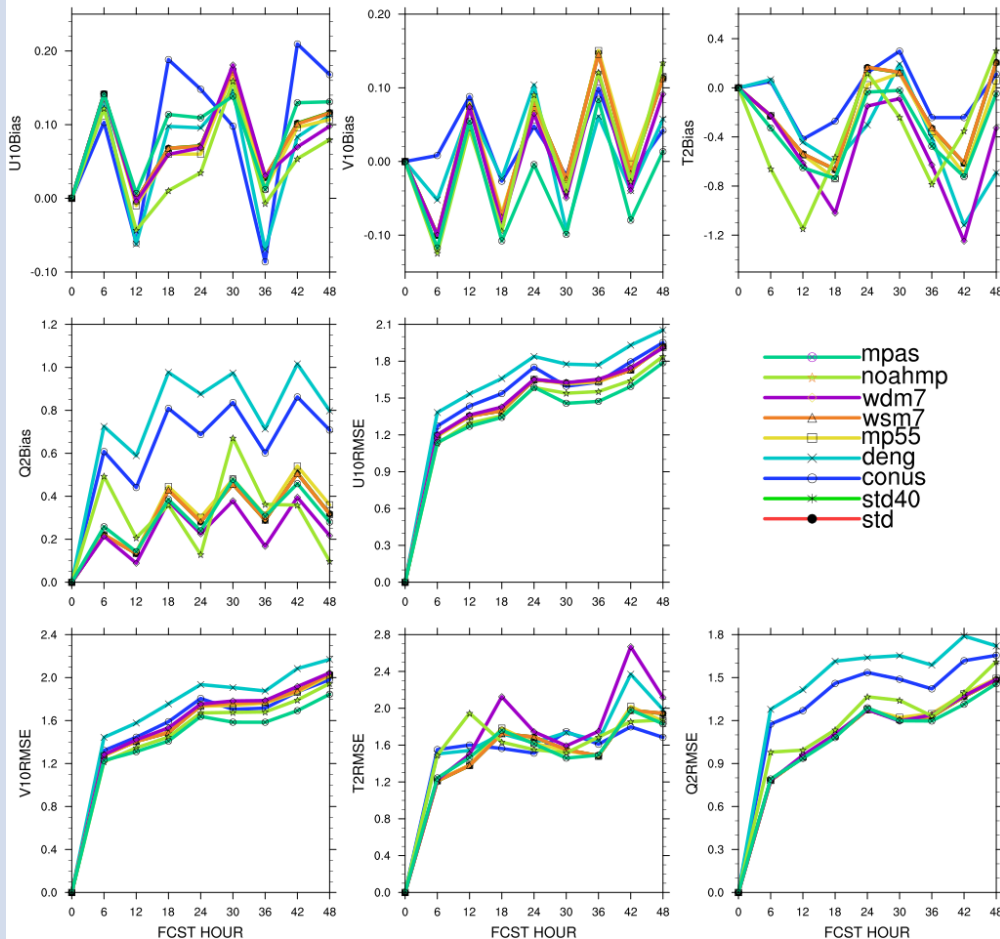 0.20
0.10
0.00
-0.10
U10Bias
0 6 12 18 24 30 36 42 48
0.20
0.10
0.00
-0.10
V10Bias
0 6 12 18 24 30 36 42 48
0.4
0.0
-0.4
-0.8
-1.2
T2Bias
0 6 12 18 24 30 36 42 48
1.2
1.0
0.8
0.6
0.4
0.2
0.0
Q2Bias
0 6 12 18 24 30 36 42 48
2.1
1.8
1.5
1.2
0.9
0.6
0.3
0.0
U10RMSE
0 6 12 18 24 30 36 42 48
mpas
noahmp
wdm7
wsm7
mp55
deng
conus
std40
std
2.4
2.0
1.6
1.2
0.8
0.4
0.0
V10RMSE
0 6 12 18 24 30 36 42 48
FCST HOUR
2.8
2.4
2.0
1.6
1.2
0.8
0.4
0.0
T2RMSE
0 6 12 18 24 30 36 42 48
FCST HOUR
1.8
1.5
1.2
0.9
0.6
0.3
0.0
Q2RMSE
0 6 12 18 24 30 36 42 48
FCST HOUR